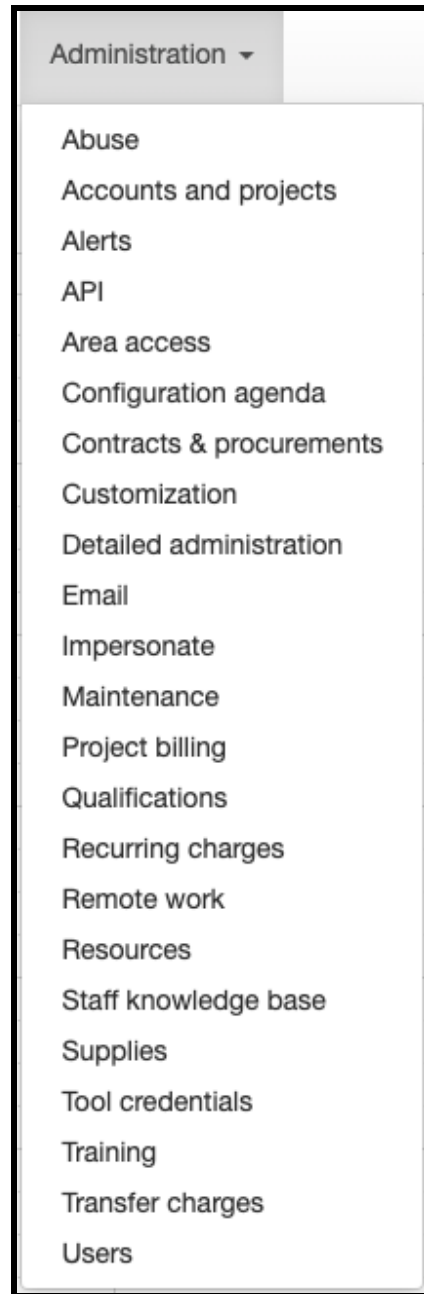 Administration
Abuse
Accounts and projects
Alerts
API
Area access
Configuration agenda
Contracts & procurements
Customization
Detailed administration
Email
Impersonate
Maintenance
Project billing
Qualifications
Recurring charges
Remote work
Resources
Staff knowledge base
Supplies
Tool credentials
Training
Transfer charges
Users